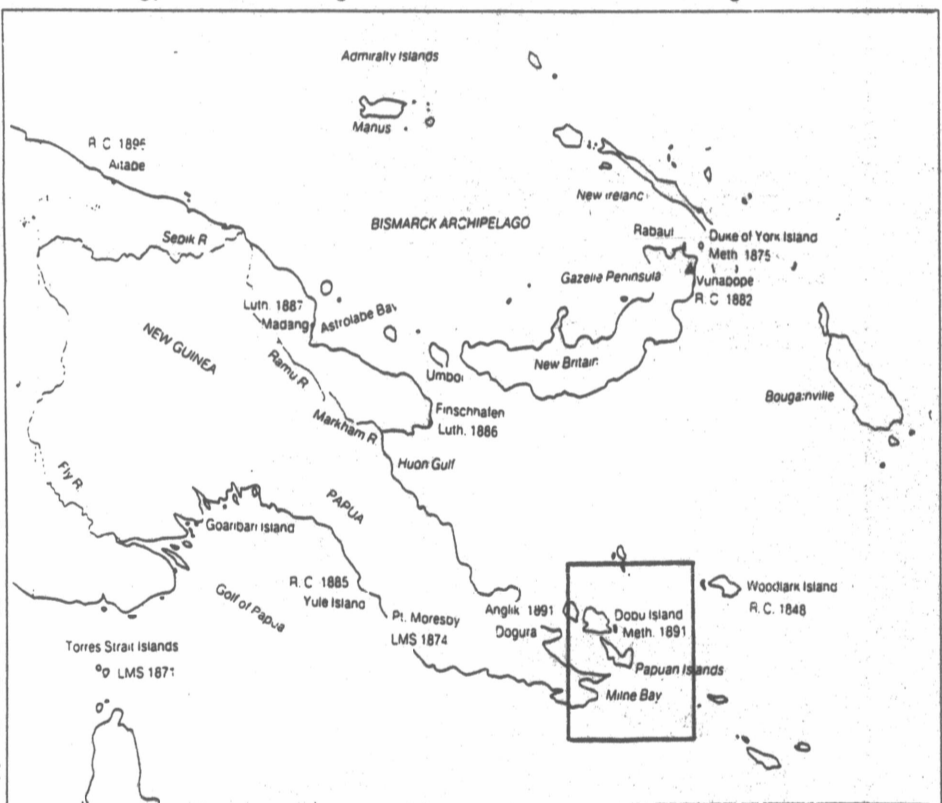 Admiralty Islands
Manus
R.C. 1896
Aitape
New Ireland
BISMARCK ARCHIPELAGO
Sepik R
Rabaul
Duke of York Island
Meth. 1875
Gazelle Peninsula
Vunapope
R.C. 1882
Luth. 1887
Madang
Astrolabe Bay
NEW GUINEA
Ramu R
Umboi
New Britain
Bougainville
Finschhafen
Luth. 1886
Markham R
Huon Gulf
Fly R.
PAPUA
Goaribari Island
R.C. 1885
Yule Island
Golf of Papua
Pt. Moresby
LMS 1874
Anglik 1891
Dogura
Dobu Island
Meth. 1891
Woodlark Island
R.C. 1848
Torres Strait Islands
LMS 1871
Papuan Islands
Milne Bay